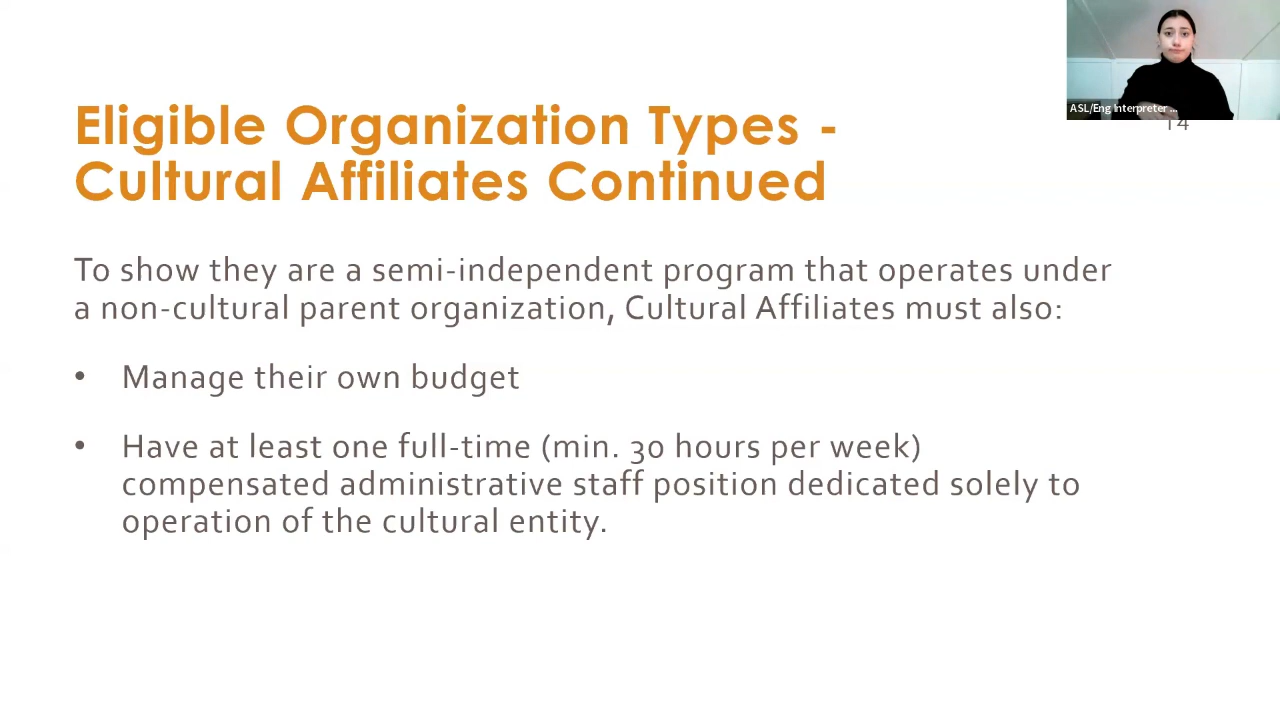 ASL/Eng Interpreter ...
14
Eligible Organization Types -
Cultural Affiliates Continued
To show they are a semi-independent program that operates under
a non-cultural parent organization, Cultural Affiliates must also:
• Manage their own budget
• Have at least one full-time (min. 30 hours per week)
compensated administrative staff position dedicated solely to
operation of the cultural entity.